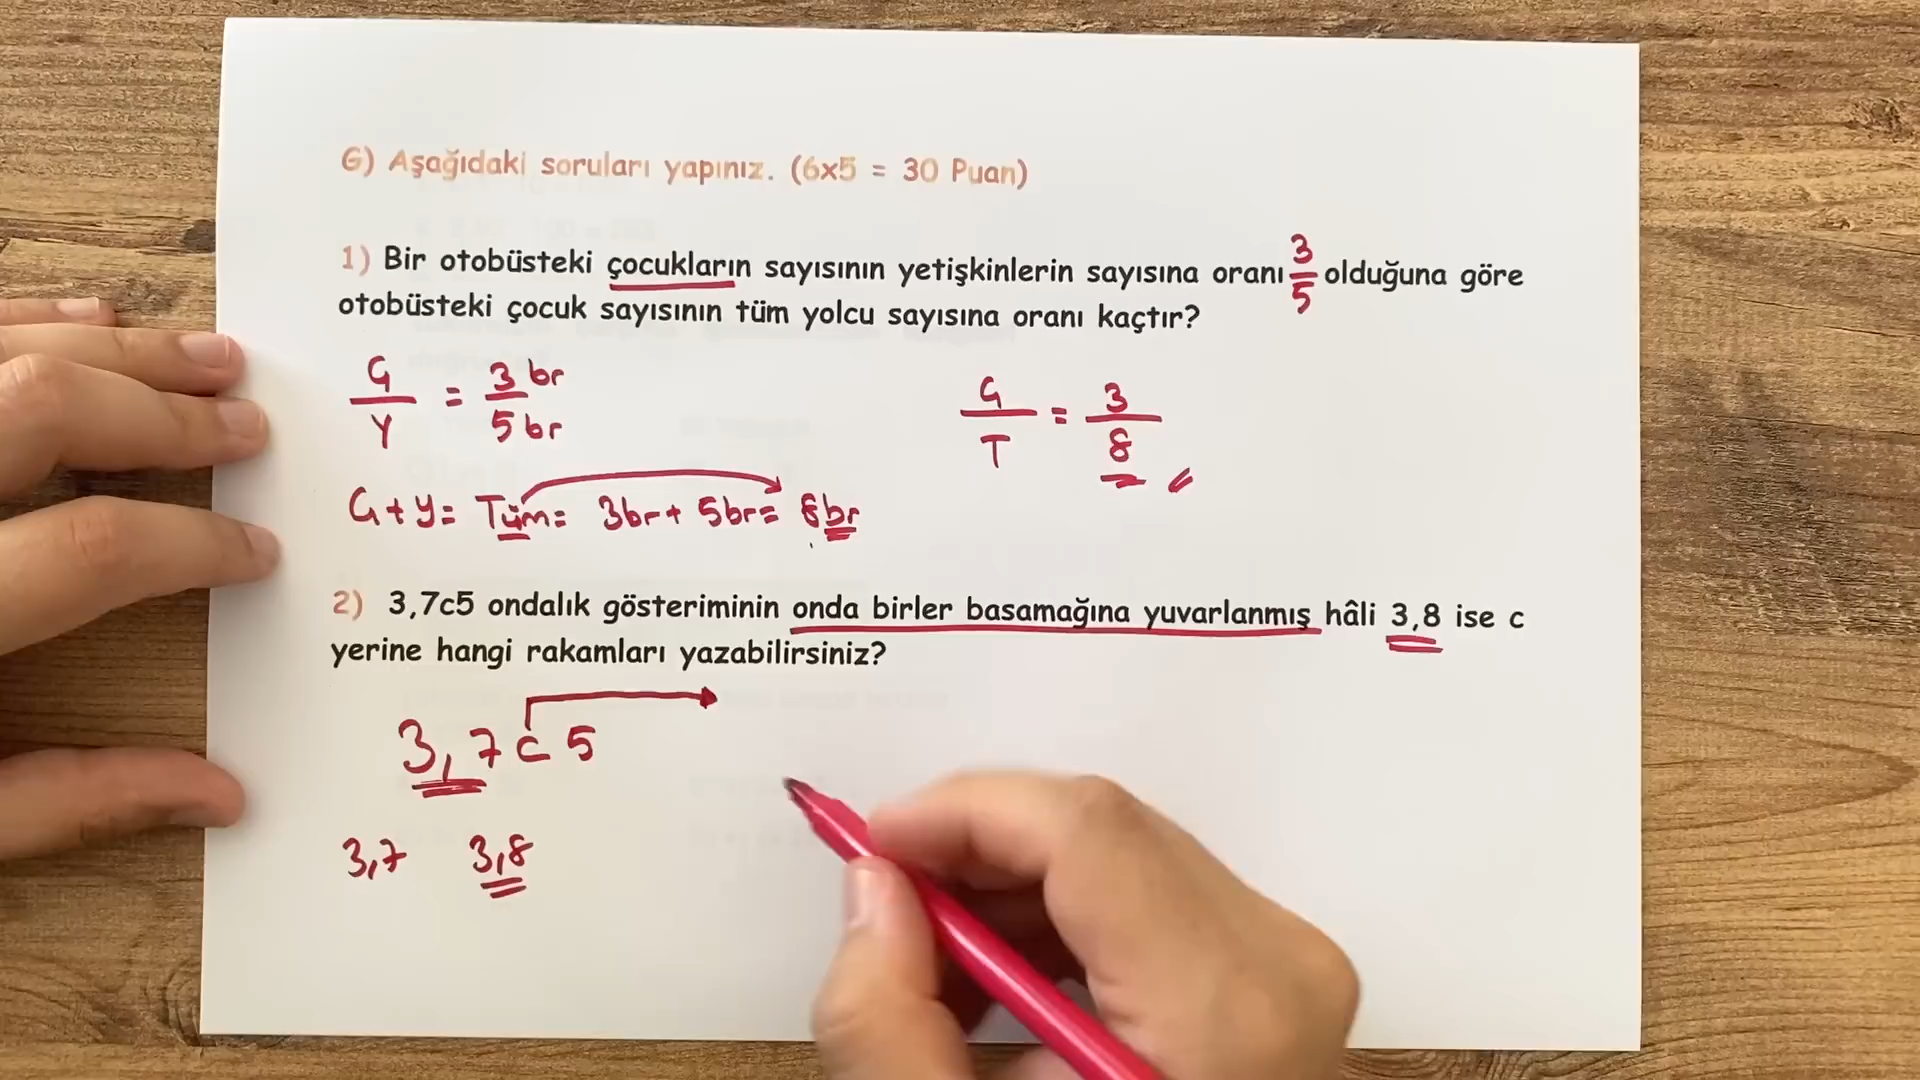 G) Aşağıdaki soruları yapınız. (6x5 = 30 Puan)
1) Bir otobüsteki çocukların sayısının yetişkinlerin sayısına oranı 3/5 olduğuna göre
otobüsteki çocuk sayısının tüm yolcu sayısına oranı kaçtır?
Ç/Y = 3br/5br
Ç/T = 3/8
Ç+Y= Tüm= 3br+ 5br= 8br
2) 3,7c5 ondalık gösteriminin onda birler basamağına yuvarlanmış hâli 3,8 ise c
yerine hangi rakamları yazabilirsiniz?
3,7c5
3,7 3,8